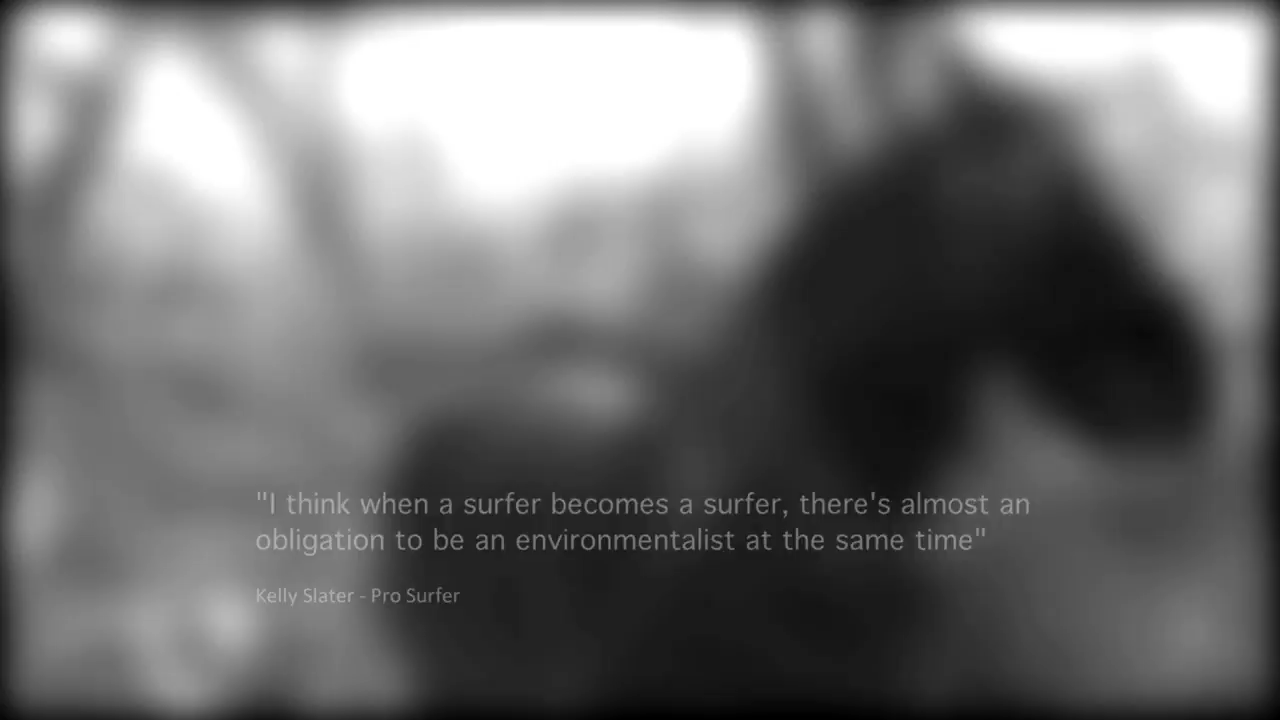 "I think when a surfer becomes a surfer, there's almost an
obligation to be an environmentalist at the same time"
Kelly Slater - Pro Surfer